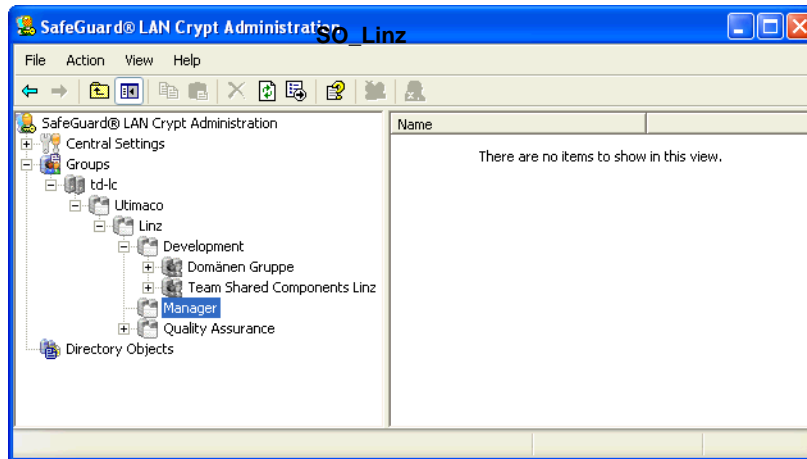 SafeGuard® LAN Crypt Administration
SO_Linz
File Action View Help
SafeGuard® LAN Crypt Administration
Name
Central Settings
There are no items to show in this view.
Groups
td-lc
Utimaco
Linz
Development
Domänen Gruppe
Team Shared Components Linz
Manager
Quality Assurance
Directory Objects